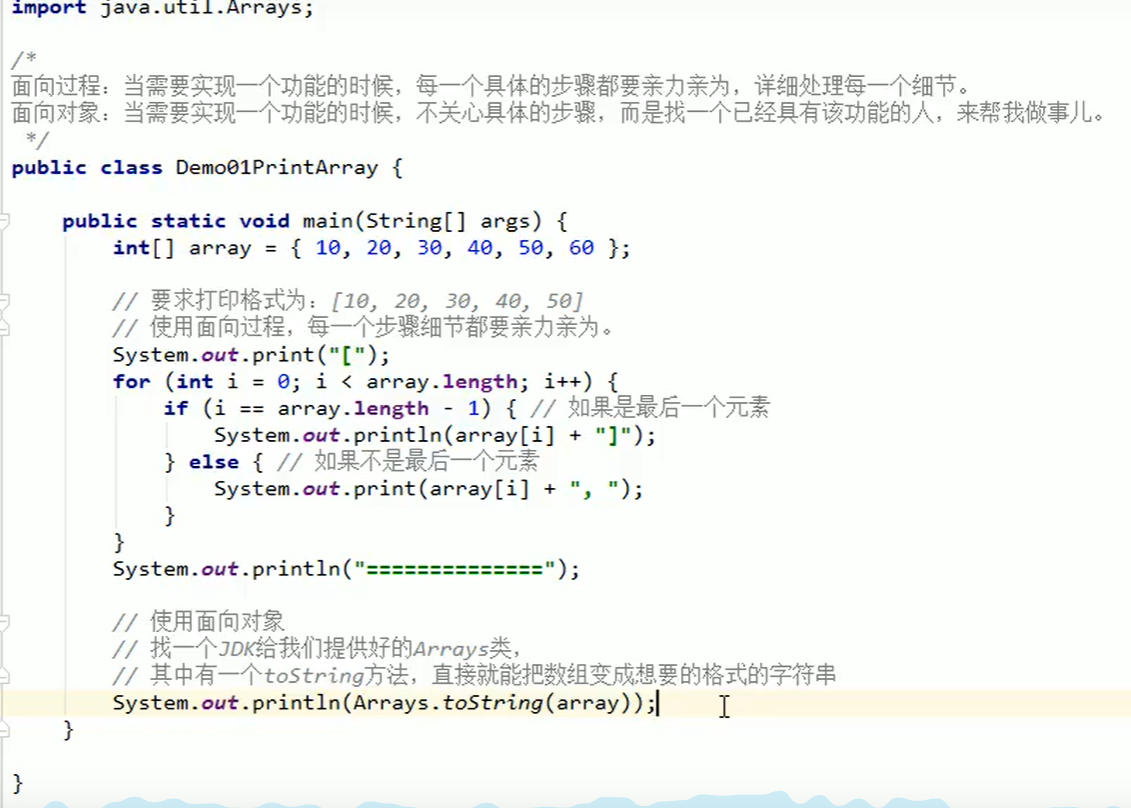 import java.util.Arrays;
/*
面向过程：当需要实现一个功能的时候，每一个具体的步骤都要亲力亲为，详细处理每一个细节。
面向对象：当需要实现一个功能的时候，不关心具体的步骤，而是找一个已经具有该功能的人，来帮我做事儿。
 */
public class Demo01PrintArray {
    public static void main(String[] args) {
        int[] array = { 10, 20, 30, 40, 50, 60 };
        // 要求打印格式为：[10, 20, 30, 40, 50]
        // 使用面向过程，每一个步骤细节都要亲力亲为。
        System.out.print("[");
        for (int i = 0; i < array.length; i++) {
            if (i == array.length - 1) { // 如果是最后一个元素
                System.out.println(array[i] + "]");
            } else { // 如果不是最后一个元素
                System.out.print(array[i] + ", ");
            }
        }
        System.out.println("==============");
        // 使用面向对象
        // 找一个JDK给我们提供好的Arrays类，
        // 其中有一个toString方法，直接就能把数组变成想要的格式的字符串
        System.out.println(Arrays.toString(array));
    }
}